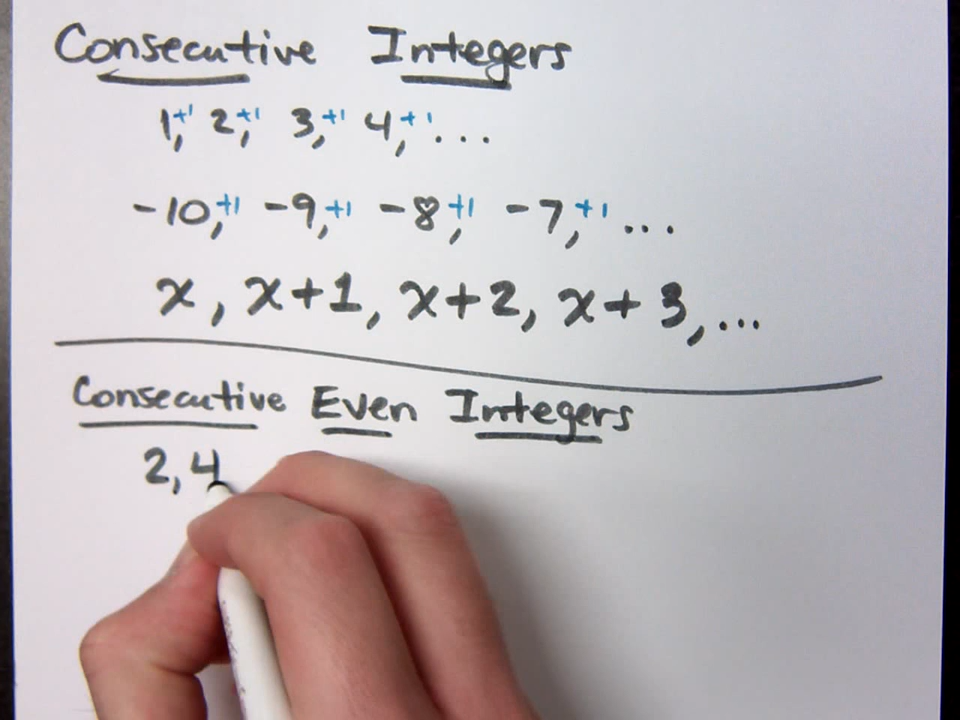 Consecutive Integers
1,+1 2,+1 3,+1 4,+1 ...
-10,+1 -9,+1 -8,+1 -7,+1 ...
x, x+1, x+2, x+3, ...
Consecutive Even Integers
2, 4